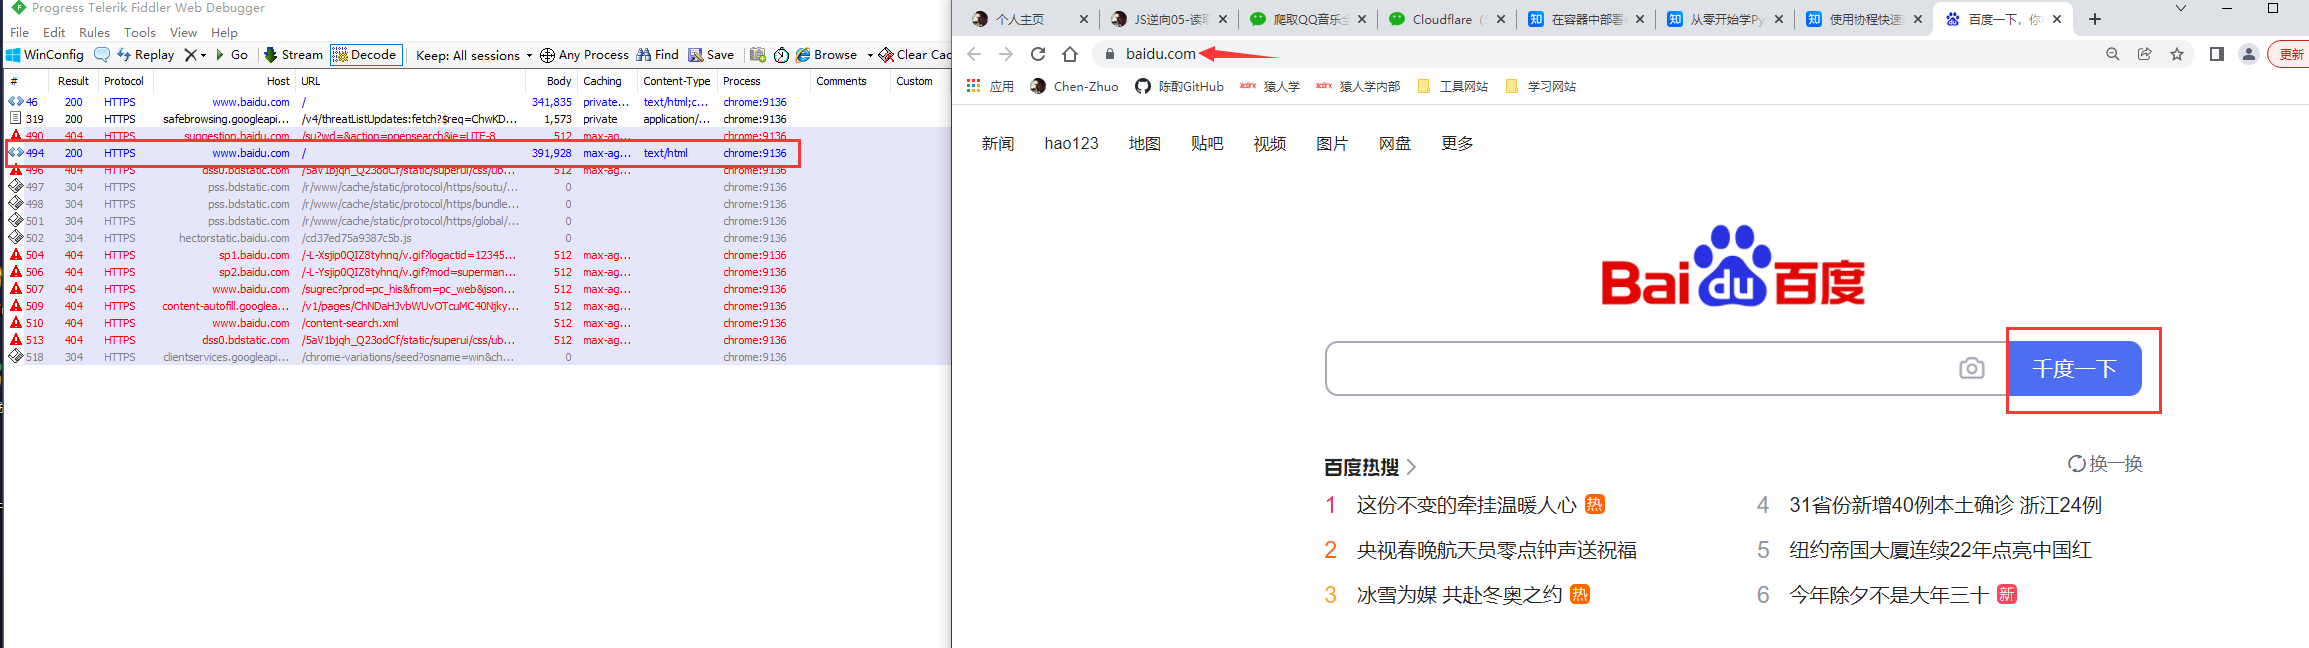 Progress Telerik Fiddler Web Debugger
File Edit Rules Tools View Help
WinConfig Replay Go Stream Decode Keep: All sessions Any Process Find Save Browse Clear Cac
# Result Protocol Host URL Body Caching Content-Type Process Comments Custom
46 200 HTTPS www.baidu.com / 341,835 private... text/html;c... chrome:9136
319 200 HTTPS safebrowsing.googleapi... /v4/threatListUpdates:fetch?$req=ChwKD... 1,573 private application/... chrome:9136
490 404 HTTPS suggestion.baidu.com /su?wd=&action=opensearch&ie=UTF-8 512 max-ag... chrome:9136
494 200 HTTPS www.baidu.com / 391,928 max-ag... text/html chrome:9136
496 404 HTTPS dss0.bdstatic.com /5aV1bjqh_Q23odCf/static/superui/css/ub... 512 max-ag... chrome:9136
497 304 HTTPS pss.bdstatic.com /r/www/cache/static/protocol/https/soutu/... 0 chrome:9136
498 304 HTTPS pss.bdstatic.com /r/www/cache/static/protocol/https/bundle... 0 chrome:9136
501 304 HTTPS pss.bdstatic.com /r/www/cache/static/protocol/https/global/... 0 chrome:9136
502 304 HTTPS hectorstatic.baidu.com /cd37ed75a9387c5b.js 0 chrome:9136
504 404 HTTPS sp1.baidu.com /-L-Xsjip0QIZ8tyhnq/v.gif?logactid=12345... 512 max-ag... chrome:9136
506 404 HTTPS sp2.baidu.com /-L-Ysjip0QIZ8tyhnq/v.gif?mod=superman... 512 max-ag... chrome:9136
507 404 HTTPS www.baidu.com /sugrec?prod=pc_his&from=pc_web&json... 512 max-ag... chrome:9136
509 404 HTTPS content-autofill.googlea... /v1/pages/ChNDaHJvbWUvOTcuMC40Njky... 512 max-ag... chrome:9136
510 404 HTTPS www.baidu.com /content-search.xml 512 max-ag... chrome:9136
513 404 HTTPS dss0.bdstatic.com /5aV1bjqh_Q23odCf/static/superui/css/ub... 512 max-ag... chrome:9136
518 304 HTTPS clientservices.googleapi... /chrome-variations/seed?osname=win&ch... 0 chrome:9136
个人主页 JS逆向05-读取 爬取QQ音乐全 Cloudflare 在容器中部署 从零开始学Py 使用协程快速 百度一下，你
baidu.com 更新
应用 Chen-Zhuo 陈酌GitHub 猿人学 猿人学内部 工具网站 学习网站
新闻 hao123 地图 贴吧 视频 图片 网盘 更多
Bai du 百度
千度一下
百度热搜 换一换
1 这份不变的牵挂温暖人心 热
2 央视春晚航天员零点钟声送祝福
3 冰雪为媒 共赴冬奥之约 热
4 31省份新增40例本土确诊 浙江24例
5 纽约帝国大厦连续22年点亮中国红
6 今年除夕不是大年三十 新